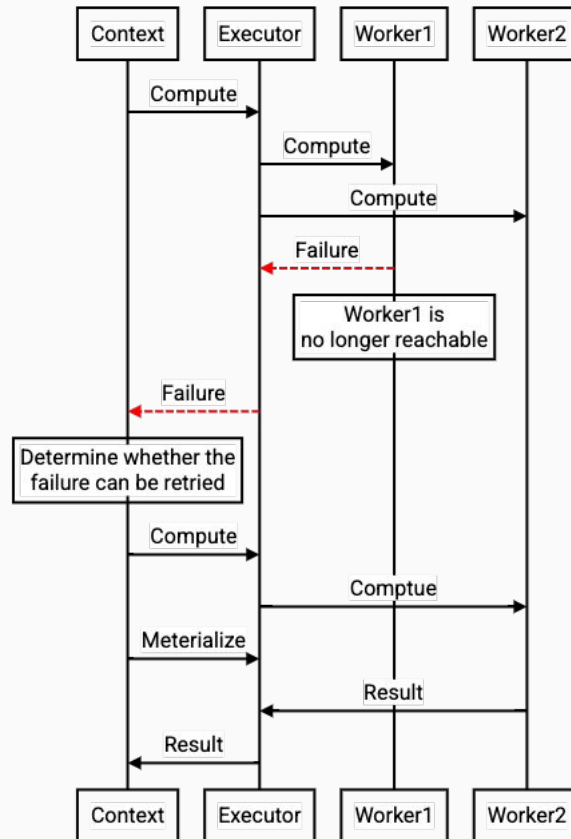 Context
Executor
Worker1
Worker2
Compute
Compute
Compute
Failure
Worker1 is
no longer reachable
Failure
Determine whether the
failure can be retried
Compute
Comptue
Meterialize
Result
Result
Context
Executor
Worker1
Worker2